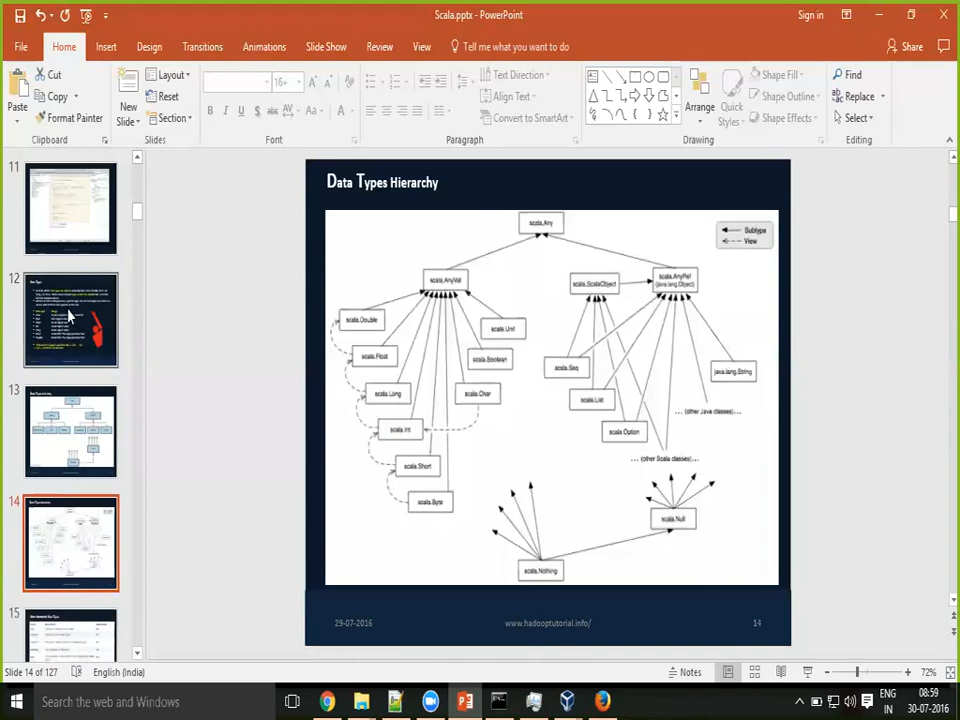 Scala.pptx - PowerPoint
Sign in
File Home Insert Design Transitions Animations Slide Show Review View Tell me what you want to do Share
Paste
Cut
Copy
Format Painter
Clipboard
New Slide
Layout
Reset
Section
Slides
16+
B I U S abc AV Aa A
Font
Text Direction
Align Text
Convert to SmartArt
Paragraph
Arrange
Quick Styles
Shape Fill
Shape Outline
Shape Effects
Drawing
Find
Replace
Select
Editing
11
12
13
14
15
Data Types Hierarchy
scala.Any
Subtype
View
scala.AnyVal
scala.ScalaObject
scala.AnyRef
(java.lang.Object)
scala.Double
scala.Unit
scala.Float
scala.Boolean
scala.Seq
java.lang.String
scala.Long
scala.Char
scala.List
... (other Java classes)...
scala.Int
scala.Option
... (other Scala classes)...
scala.Short
scala.Byte
scala.Null
scala.Nothing
29-07-2016
www.hadooptutorial.info/
14
Slide 14 of 127
English (India)
Notes
72%
Search the web and Windows
ENG
IN
08:59
30-07-2016